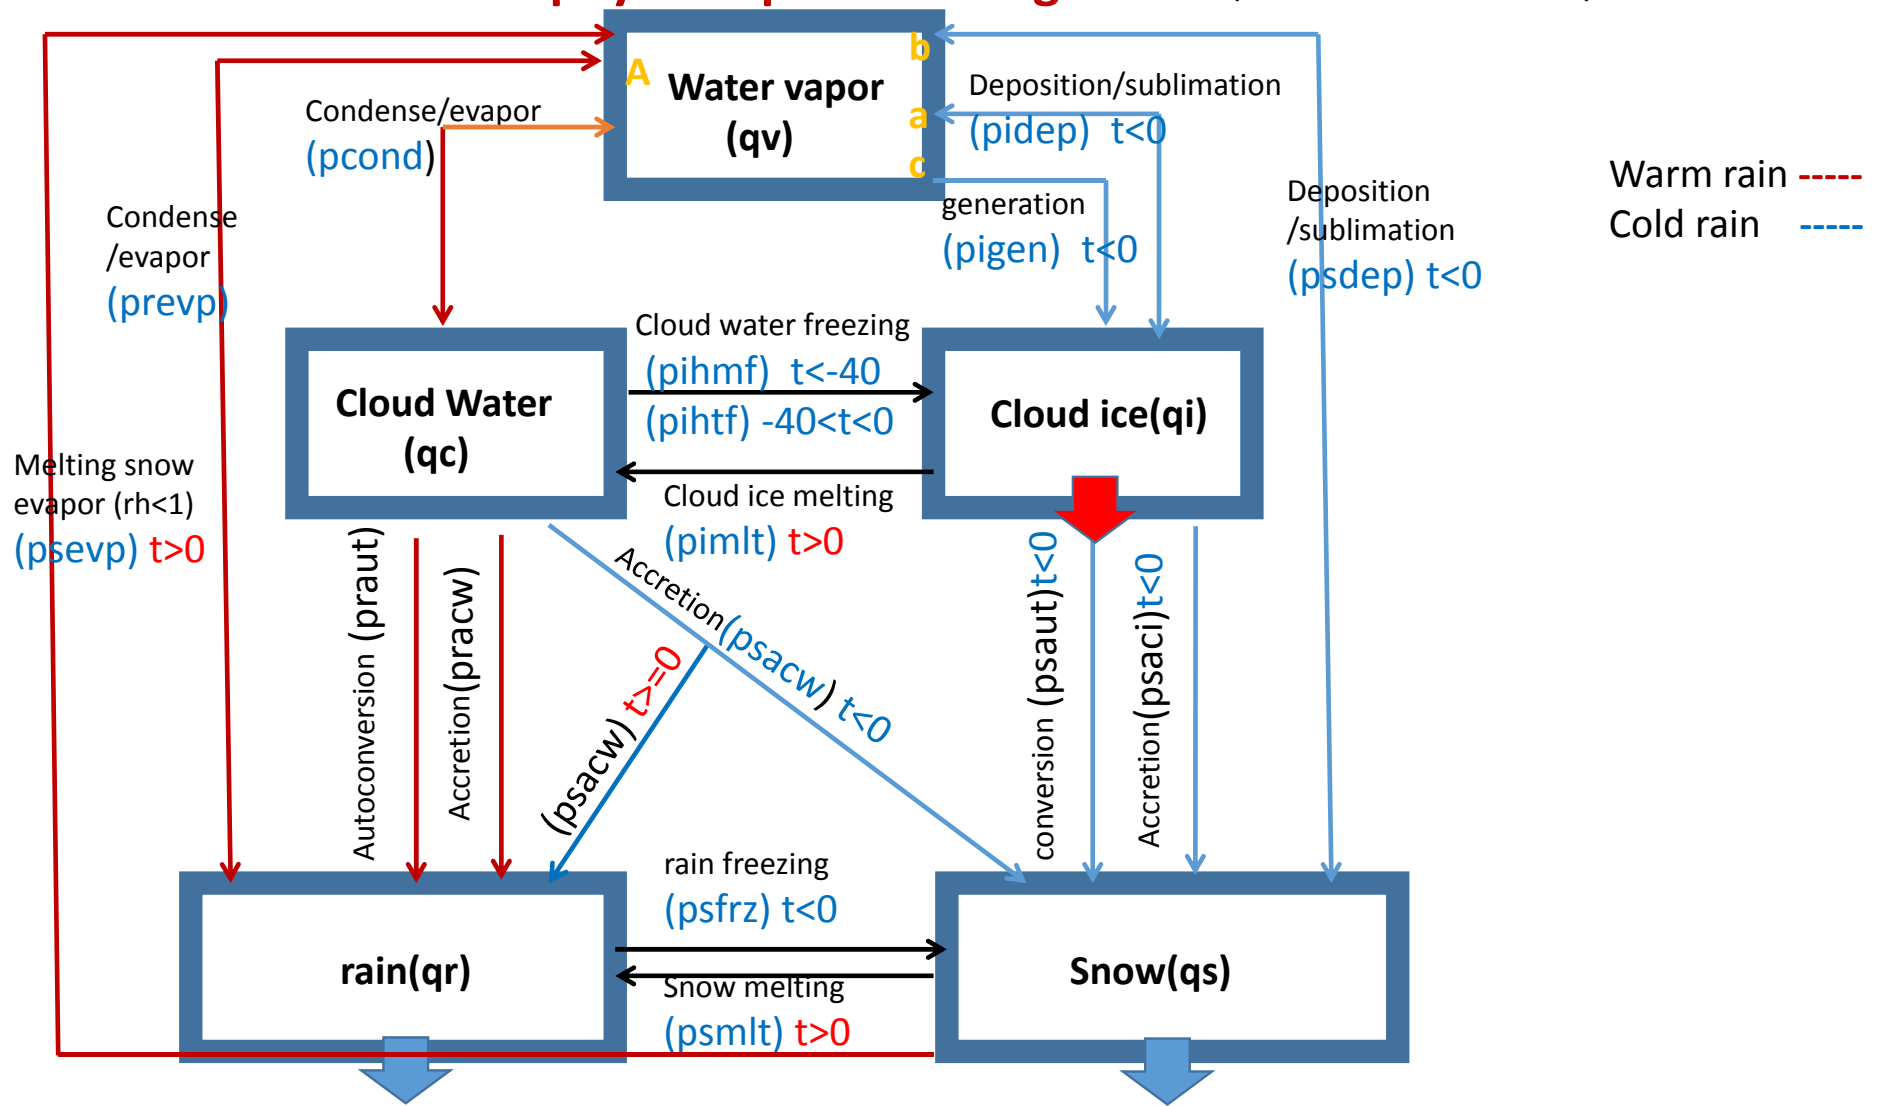 b
A
Water vapor
(qv)
a
c
Deposition/sublimation
(pidep) t<0
Condense/evapor
(pcond)
Warm rain -----
Cold rain -----
Deposition
/sublimation
(psdep) t<0
generation
(pigen) t<0
Condense
/evapor
(prevp)
Cloud water freezing
(pihmf) t<-40
(pihtf) -40<t<0
Cloud Water
(qc)
Cloud ice(qi)
Cloud ice melting
(pimlt) t>0
Melting snow
evapor (rh<1)
(psevp) t>0
Autoconversion (praut)
Accretion(pracw)
Accretion(psacw) t<0
(psacw) t>=0
conversion (psaut)t<0
Accretion(psaci)t<0
rain freezing
(psfrz) t<0
rain(qr)
Snow(qs)
Snow melting
(psmlt) t>0